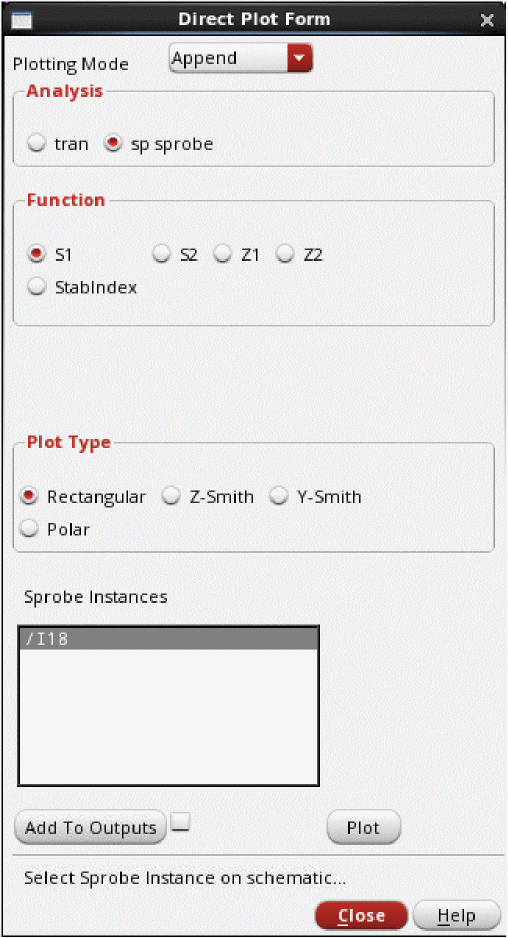 Direct Plot Form
Plotting Mode Append
Analysis
tran sp sprobe
Function
S1 S2 Z1 Z2
StabIndex
Plot Type
Rectangular Z-Smith Y-Smith
Polar
Sprobe Instances
/I18
Add To Outputs Plot
Select Sprobe Instance on schematic...
Close Help